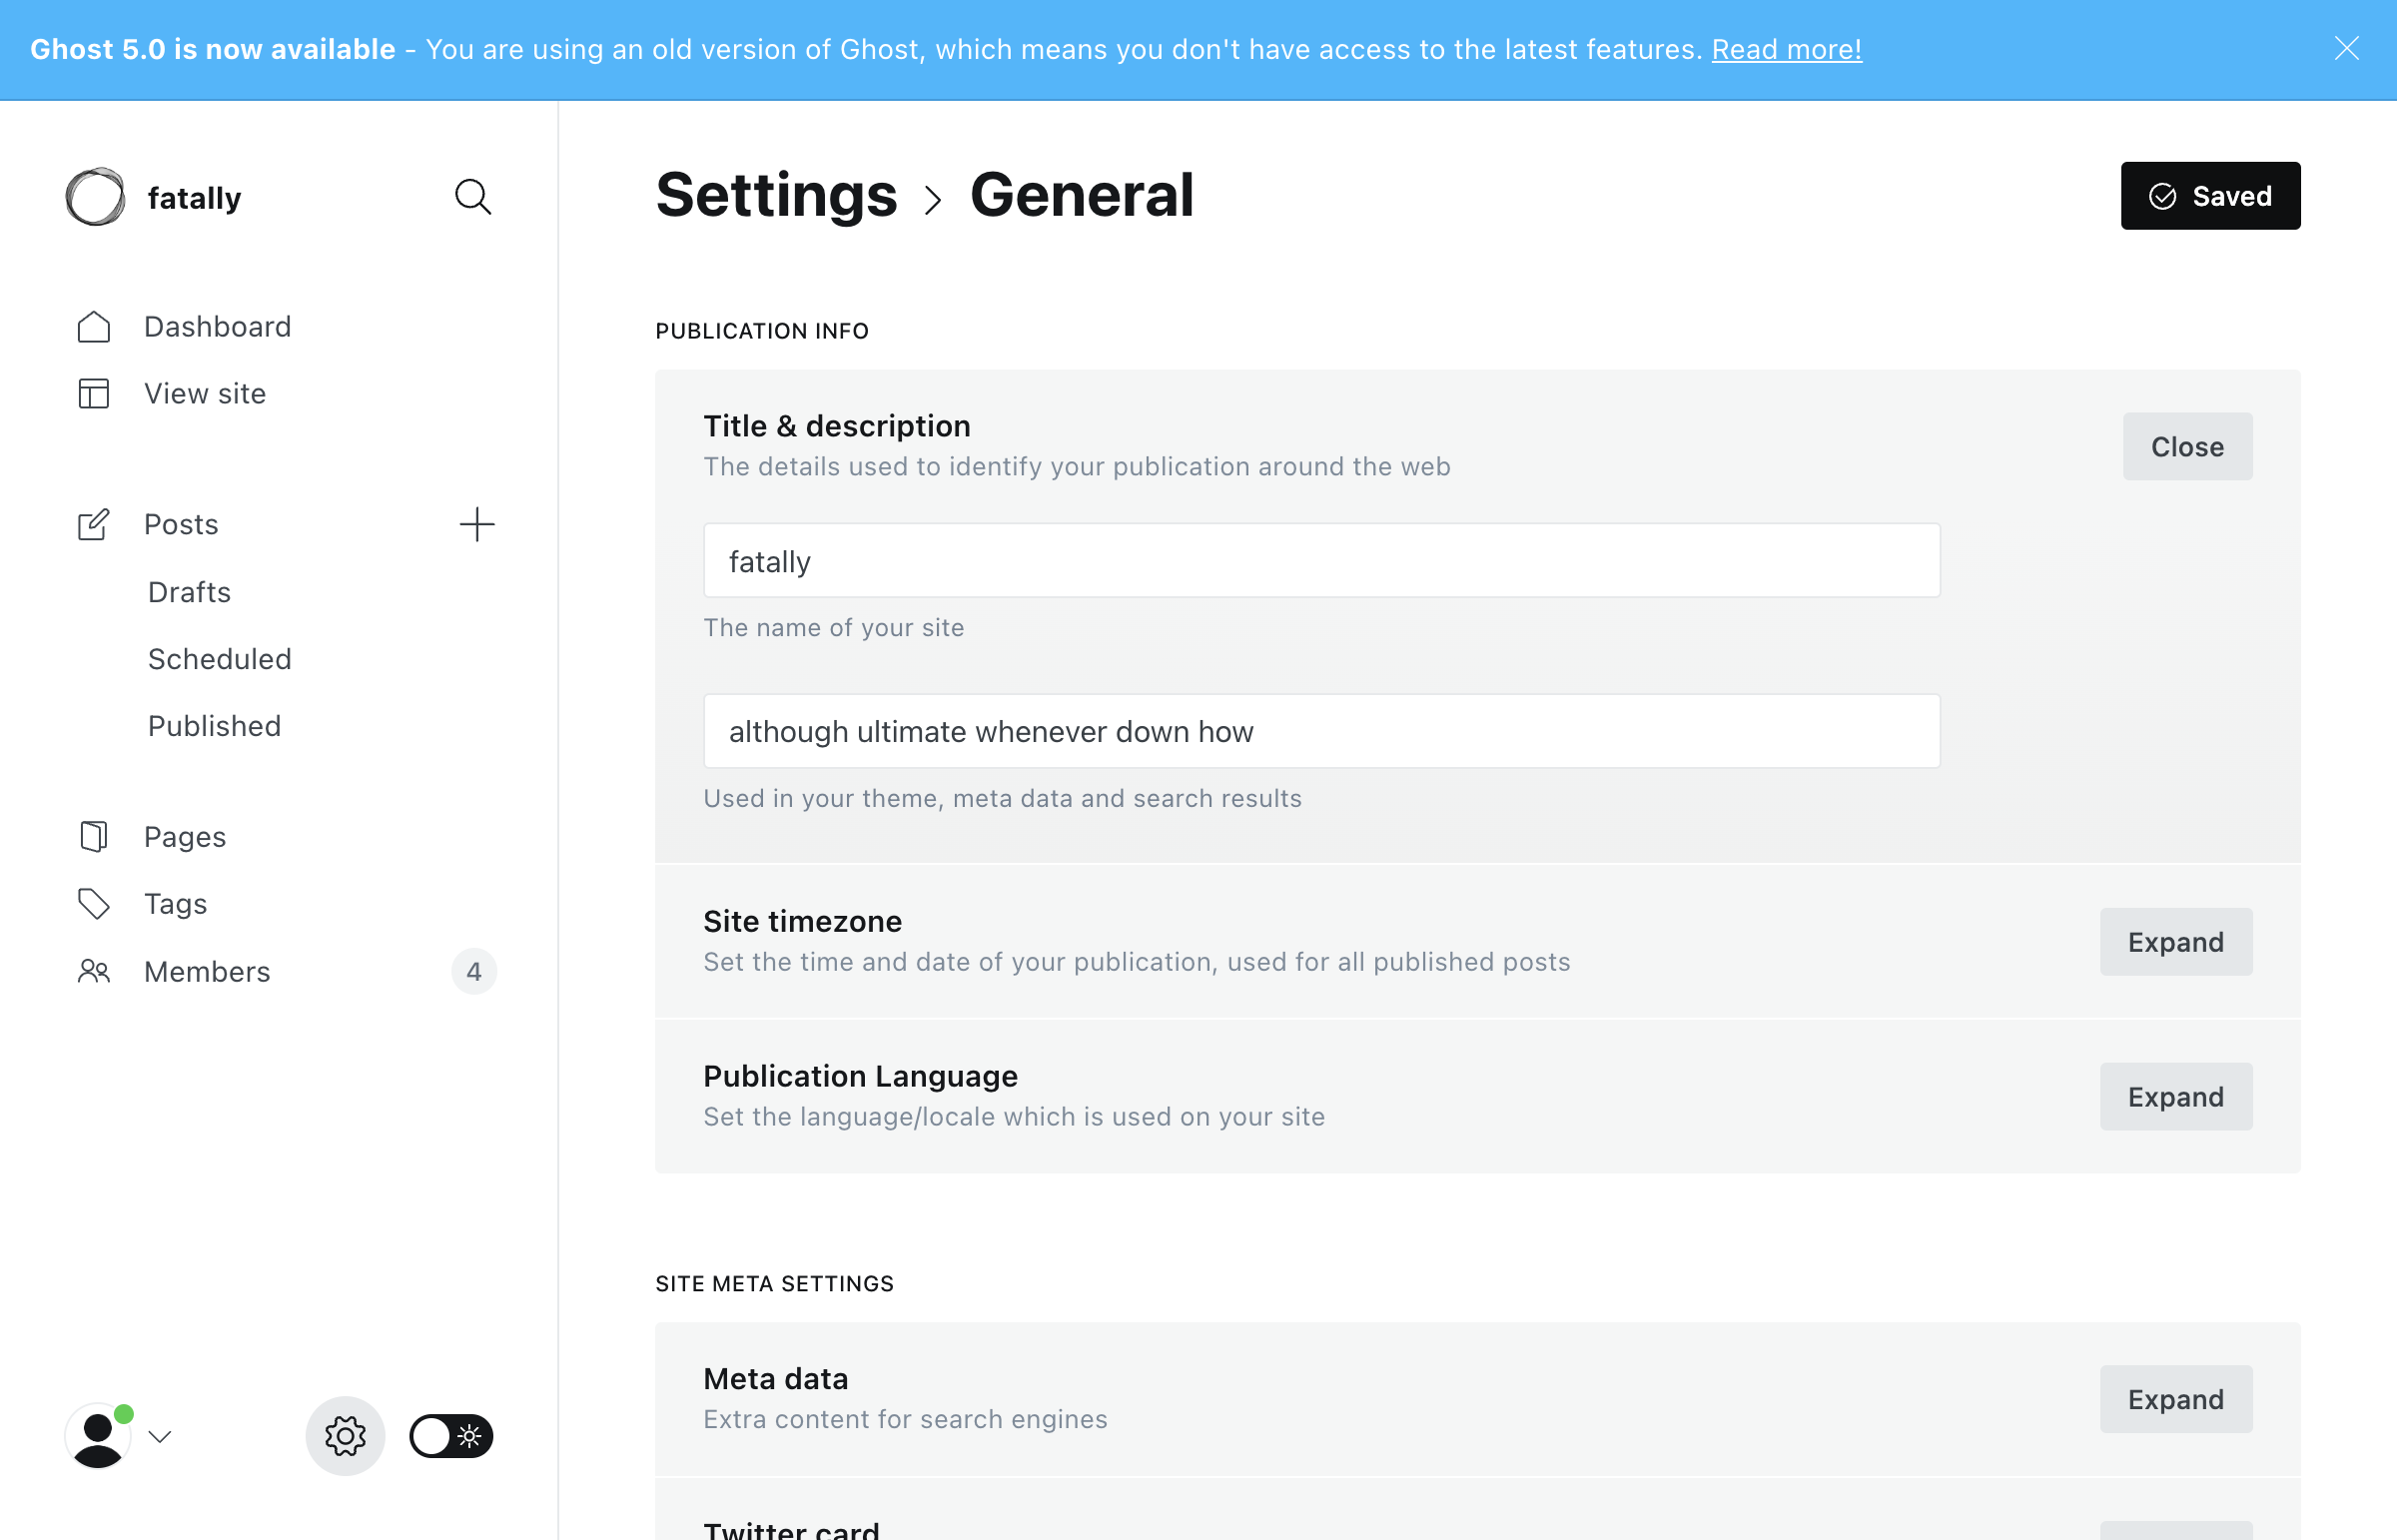 Ghost 5.0 is now available - You are using an old version of Ghost, which means you don't have access to the latest features. Read more!
fatally
Dashboard
View site
Posts
Drafts
Scheduled
Published
Pages
Tags
Members
4
Settings > General
Saved
PUBLICATION INFO
Title & description
The details used to identify your publication around the web
Close
fatally
The name of your site
although ultimate whenever down how
Used in your theme, meta data and search results
Site timezone
Set the time and date of your publication, used for all published posts
Expand
Publication Language
Set the language/locale which is used on your site
Expand
SITE META SETTINGS
Meta data
Extra content for search engines
Expand
Twitter card